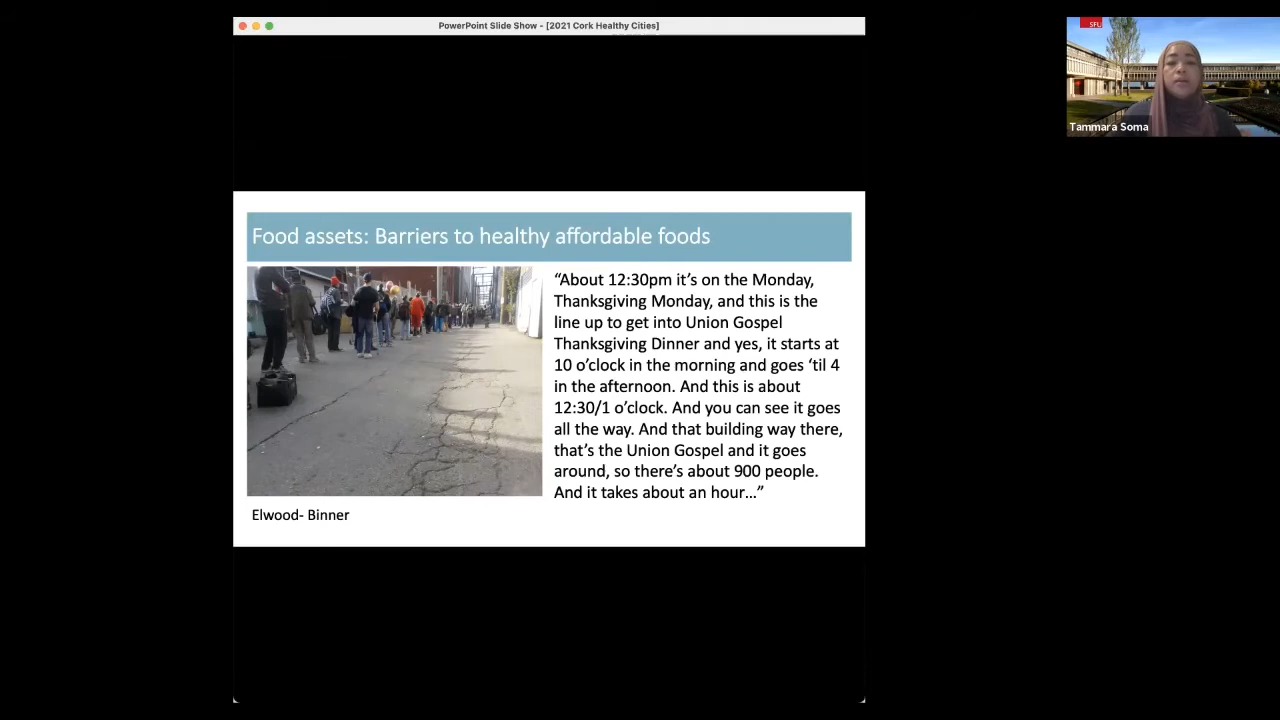 PowerPoint Slide Show - [2021 Cork Healthy Cities]
SFU
Tammara Soma
Food assets: Barriers to healthy affordable foods
“About 12:30pm it’s on the Monday,
Thanksgiving Monday, and this is the
line up to get into Union Gospel
Thanksgiving Dinner and yes, it starts at
10 o’clock in the morning and goes ‘til 4
in the afternoon. And this is about
12:30/1 o’clock. And you can see it goes
all the way. And that building way there,
that’s the Union Gospel and it goes
around, so there’s about 900 people.
And it takes about an hour…”
Elwood- Binner